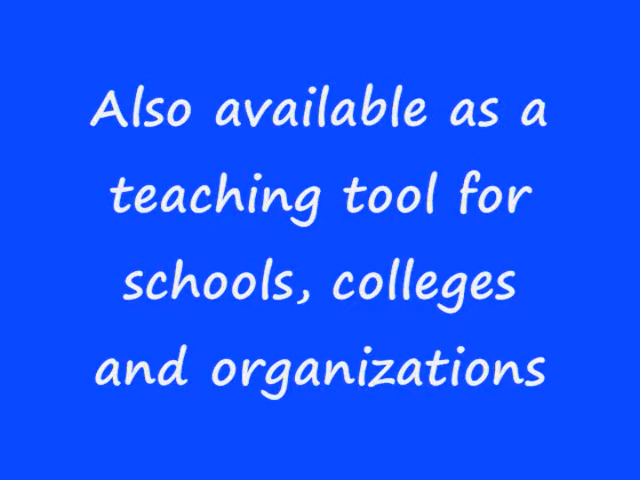 Also available as a
teaching tool for
schools, colleges
and organizations